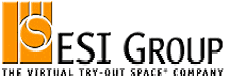 ESI GROUP
THE VIRTUAL TRY-OUT SPACE® COMPANY